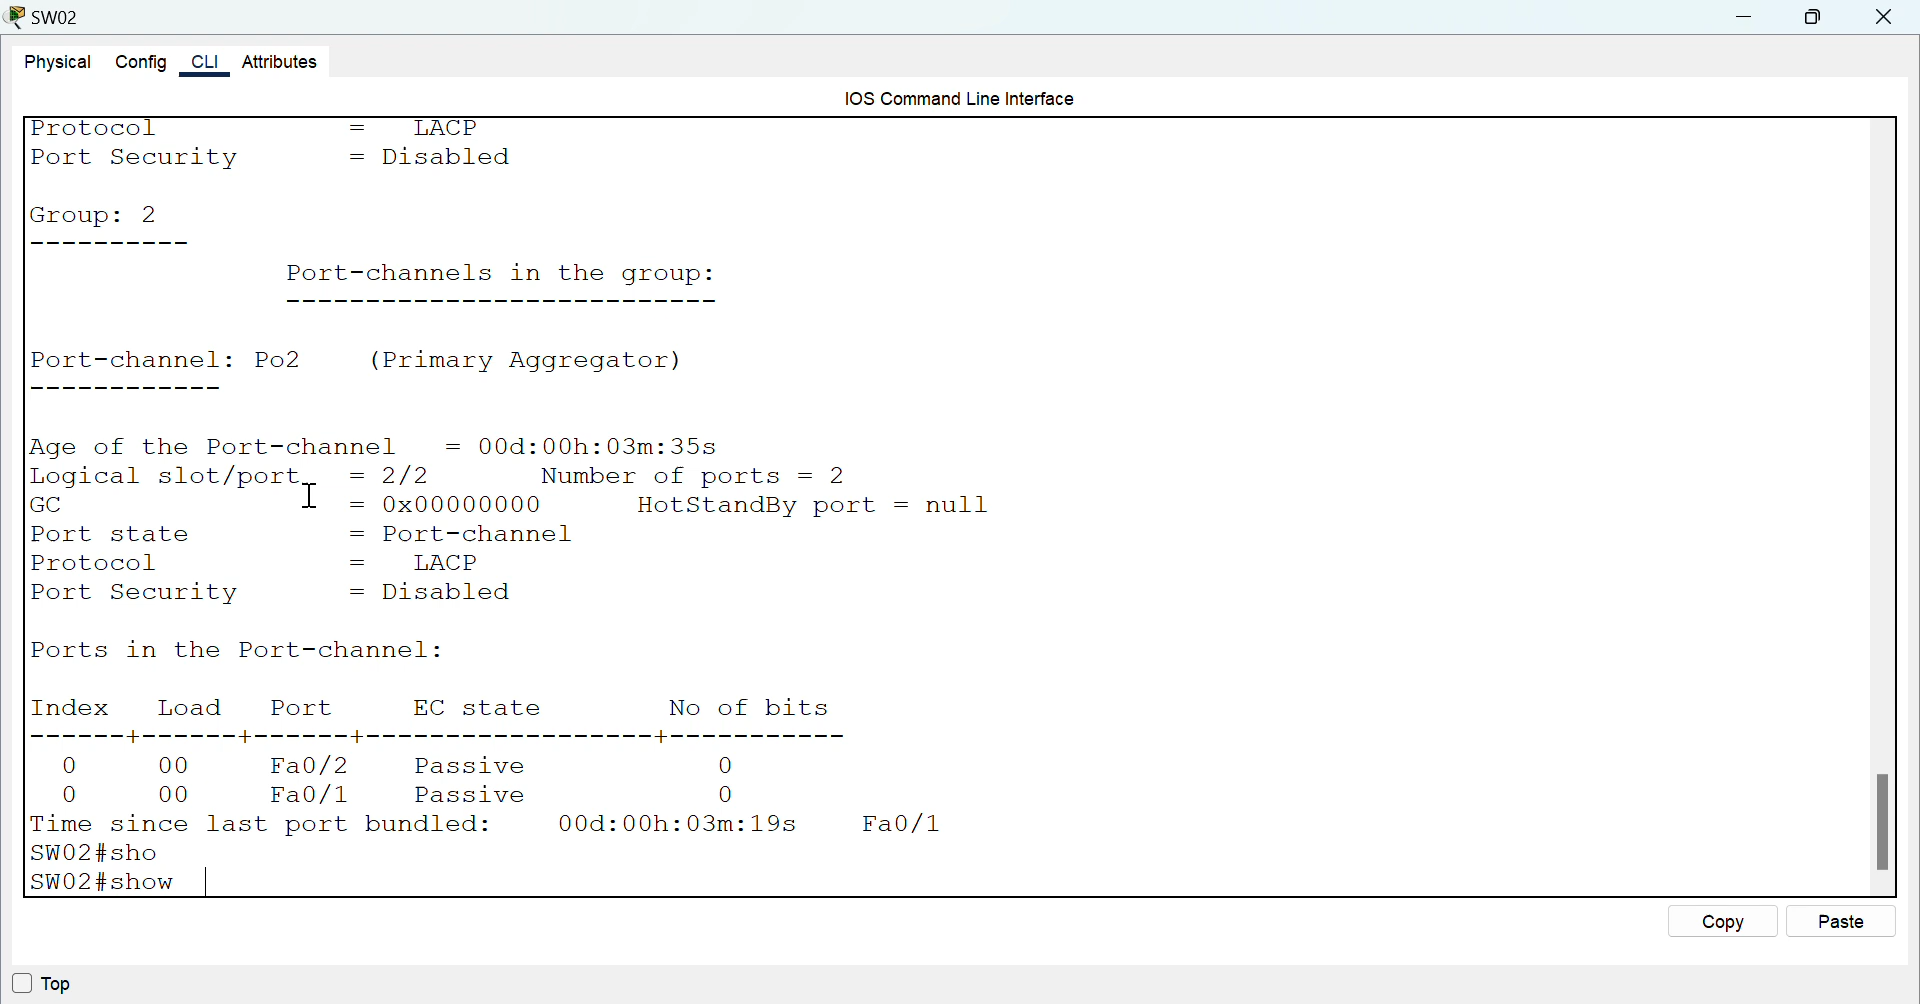 SW02
Physical Config CLI Attributes
IOS Command Line Interface
Protocol            =   LACP
Port Security       = Disabled
Group: 2
----------
                Port-channels in the group:
                ---------------------------
Port-channel: Po2    (Primary Aggregator)
------------
Age of the Port-channel   = 00d:00h:03m:35s
Logical slot/port   = 2/2       Number of ports = 2
GC                  = 0x00000000      HotStandBy port = null
Port state          = Port-channel
Protocol            =   LACP
Port Security       = Disabled
Ports in the Port-channel:
Index   Load   Port     EC state        No of bits
------+------+------+------------------+-----------
  0     00     Fa0/2    Passive            0
  0     00     Fa0/1    Passive            0
Time since last port bundled:    00d:00h:03m:19s    Fa0/1
SW02#sho
SW02#show
Copy Paste
Top